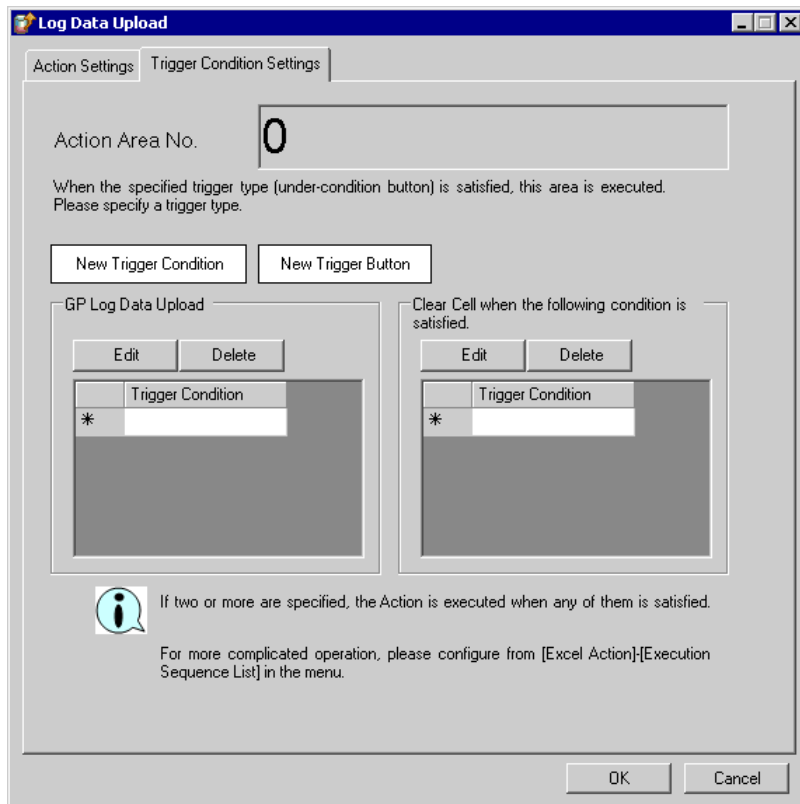 Log Data Upload
Action Settings
Trigger Condition Settings
Action Area No.
0
When the specified trigger type (under-condition button) is satisfied, this area is executed.
Please specify a trigger type.
New Trigger Condition
New Trigger Button
GP Log Data Upload
Edit
Delete
Trigger Condition
*
Clear Cell when the following condition is
satisfied.
Edit
Delete
Trigger Condition
*
If two or more are specified, the Action is executed when any of them is satisfied.
For more complicated operation, please configure from [Excel Action]-[Execution
Sequence List] in the menu.
OK
Cancel